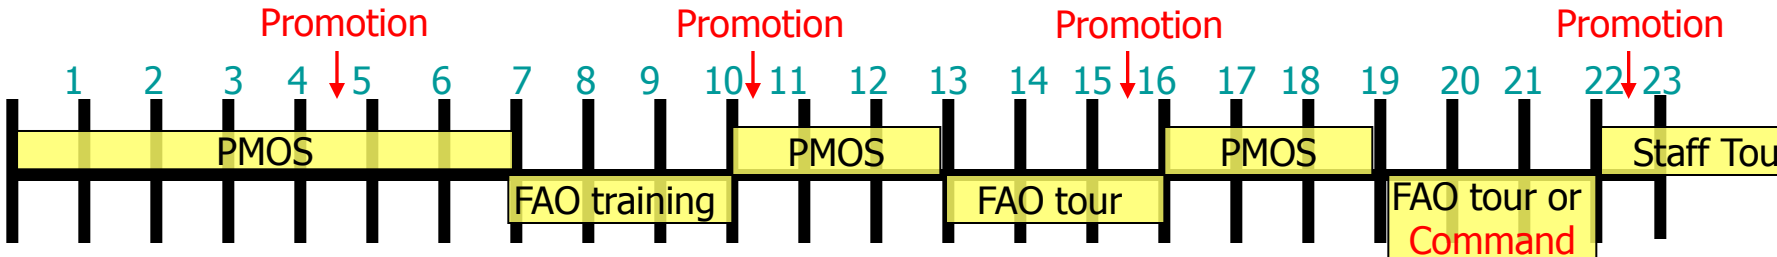 Promotion Promotion Promotion Promotion
1 2 3 4 5 6 7 8 9 10 11 12 13 14 15 16 17 18 19 20 21 22 23
PMOS PMOS PMOS Staff Tou
FAO training FAO tour FAO tour or
Command